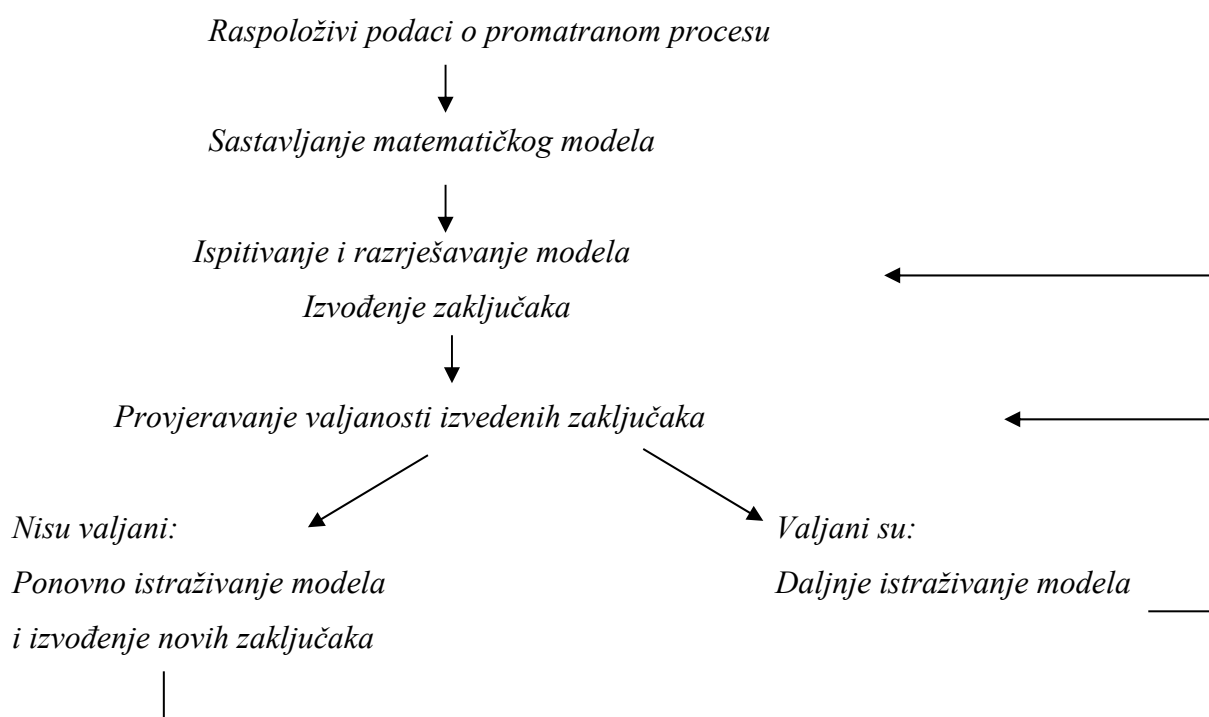 Raspoloživi podaci o promatranom procesu
Sastavljanje matematičkog modela
Ispitivanje i razrješavanje modela
Izvođenje zaključaka
Provjeravanje valjanosti izvedenih zaključaka
Nisu valjani:
Ponovno istraživanje modela
i izvođenje novih zaključaka
Valjani su:
Daljnje istraživanje modela